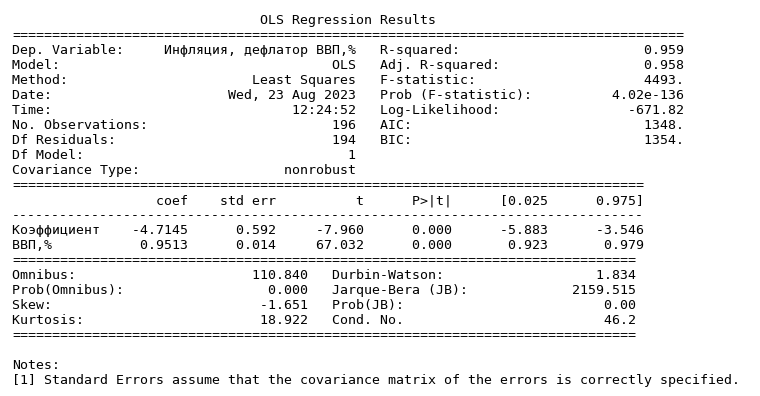 OLS Regression Results
==============================================================================
Dep. Variable: Инфляция, дефлатор ВВП,% R-squared: 0.959
Model: OLS Adj. R-squared: 0.958
Method: Least Squares F-statistic: 4493.
Date: Wed, 23 Aug 2023 Prob (F-statistic): 4.02e-136
Time: 12:24:52 Log-Likelihood: -671.82
No. Observations: 196 AIC: 1348.
Df Residuals: 194 BIC: 1354.
Df Model: 1
Covariance Type: nonrobust
==============================================================================
coef std err t P>|t| [0.025 0.975]
------------------------------------------------------------------------------
Коэффициент -4.7145 0.592 -7.960 0.000 -5.883 -3.546
ВВП,% 0.9513 0.014 67.032 0.000 0.923 0.979
==============================================================================
Omnibus: 110.840 Durbin-Watson: 1.834
Prob(Omnibus): 0.000 Jarque-Bera (JB): 2159.515
Skew: -1.651 Prob(JB): 0.00
Kurtosis: 18.922 Cond. No. 46.2
==============================================================================
Notes:
[1] Standard Errors assume that the covariance matrix of the errors is correctly specified.